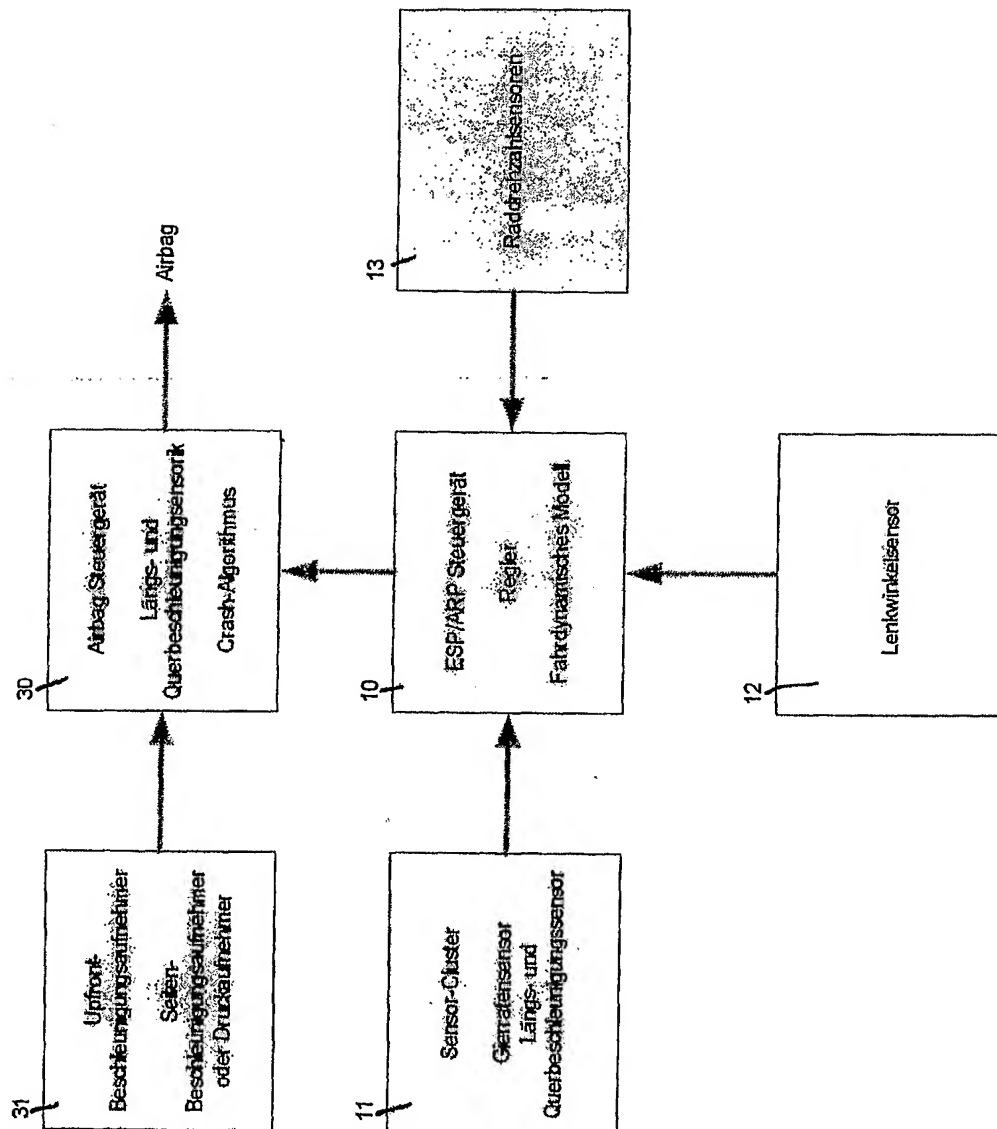 31
Upfront-
Beschleunigungsaufnehmer
Seiten-
Beschleunigungsaufnehmer
oder Druckaufnehmer
30
Airbag Steuergerät
Längs- und
Querbeschleunigungsensorik
Crash-Algorithmus
Airbag
11
Sensor-Cluster
Gierratensensor
Längs- und
Querbeschleunigungssensor
10
ESP/ARP Steuergerät
Regler
Fahrdynamisches Modell
13
Raddrehzahlsensoren
12
Lenkwinkelsensor